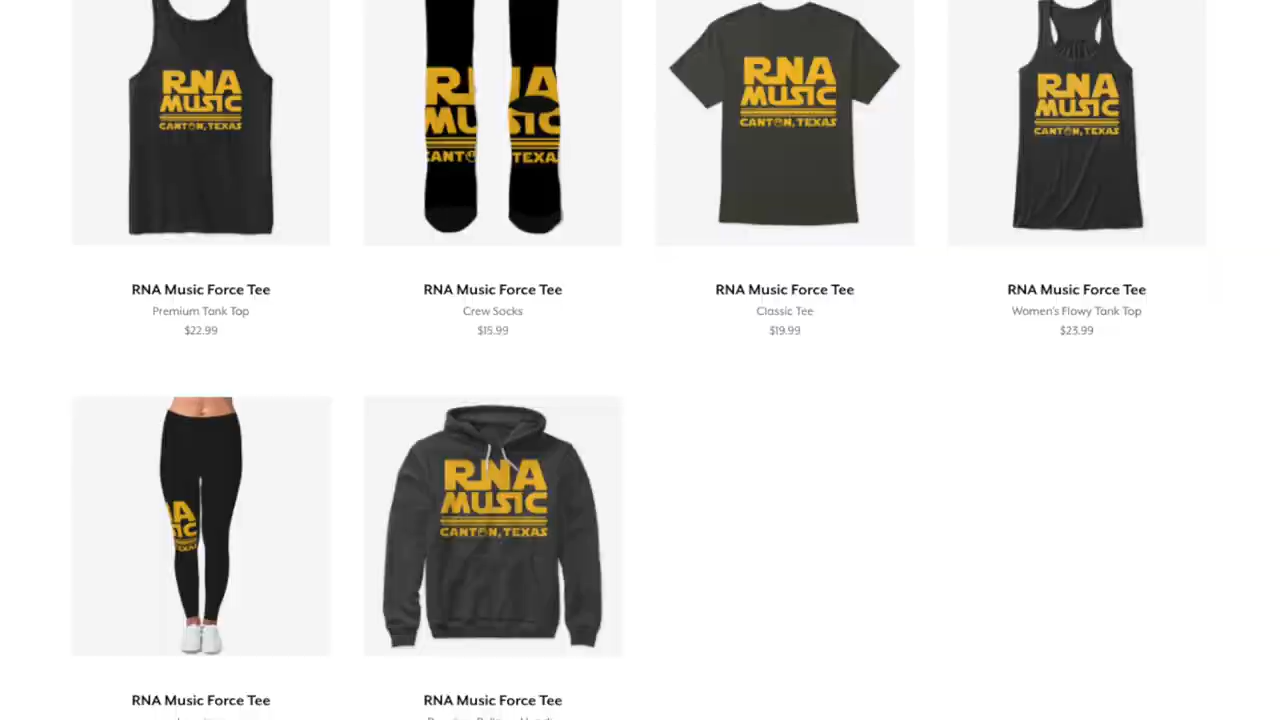 RNA
MUSIC
CANTON, TEXAS
RNA
MUSIC
CANTON, TEXAS
RNA
MUSIC
CANTON, TEXAS
RNA
MUSIC
CANTON, TEXAS
RNA Music Force Tee
Premium Tank Top
$22.99
RNA Music Force Tee
Crew Socks
$15.99
RNA Music Force Tee
Classic Tee
$19.99
RNA Music Force Tee
Women's Flowy Tank Top
$23.99
RNA
MUSIC
CANTON, TEXAS
RNA Music Force Tee
RNA Music Force Tee